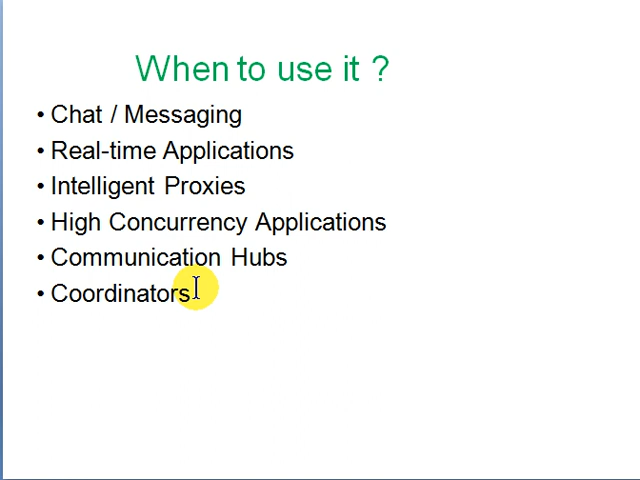 When to use it ?
• Chat / Messaging
• Real-time Applications
• Intelligent Proxies
• High Concurrency Applications
• Communication Hubs
• Coordinators